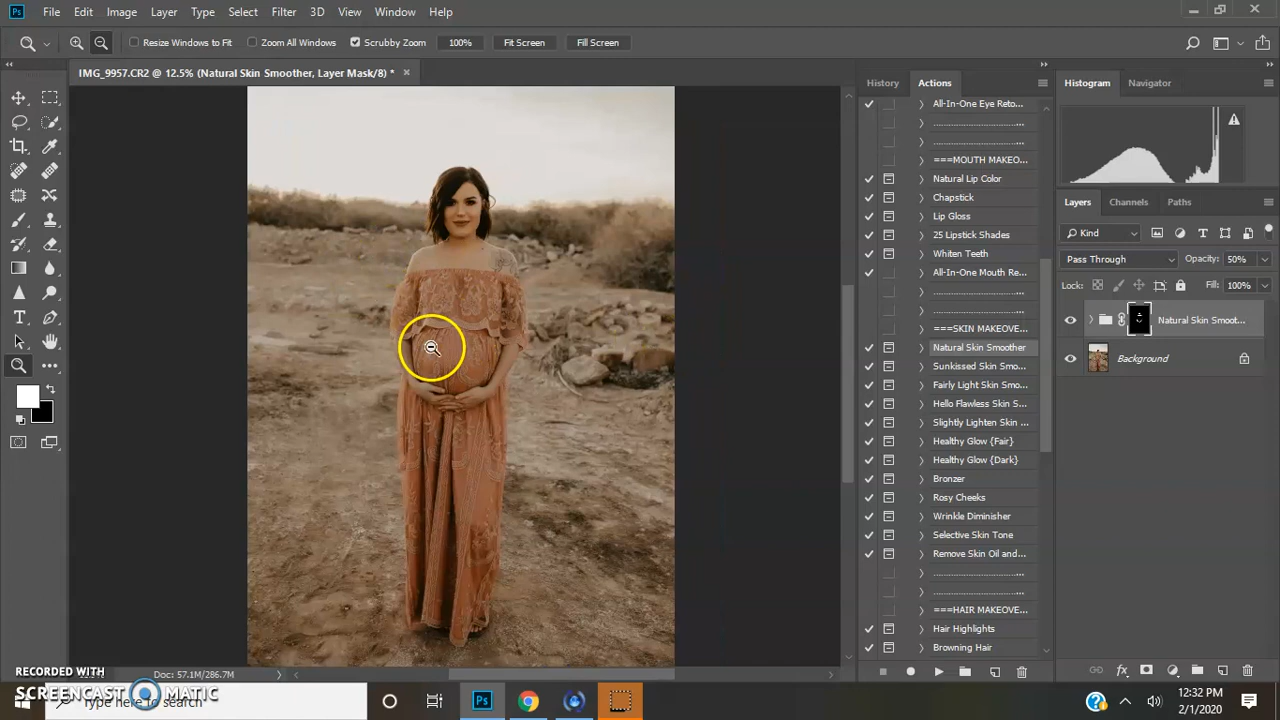 Ps File Edit Image Layer Type Select Filter 3D View Window Help
Resize Windows to Fit Zoom All Windows Scrubby Zoom 100% Fit Screen Fill Screen
IMG_9957.CR2 @ 12.5% (Natural Skin Smoother, Layer Mask/8) *
History Actions
All-In-One Eye Reto...
.................................
.................................
===MOUTH MAKEO...
Natural Lip Color
Chapstick
Lip Gloss
25 Lipstick Shades
Whiten Teeth
All-In-One Mouth Re...
.................................
.................................
===SKIN MAKEOVE...
Natural Skin Smoother
Sunkissed Skin Smo...
Fairly Light Skin Smo...
Hello Flawless Skin S...
Slightly Lighten Skin ...
Healthy Glow {Fair}
Healthy Glow {Dark}
Bronzer
Rosy Cheeks
Wrinkle Diminisher
Selective Skin Tone
Remove Skin Oil and...
.................................
.................................
===HAIR MAKEOVE...
Hair Highlights
Browning Hair
Histogram Navigator
Layers Channels Paths
Kind
Pass Through Opacity: 50%
Lock: Fill: 100%
Natural Skin Smoot...
Background
Doc: 57.1M/286.7M
RECORDED WITH
SCREENCAST MATIC
Type here to search
Ps
12:32 PM
2/1/2020